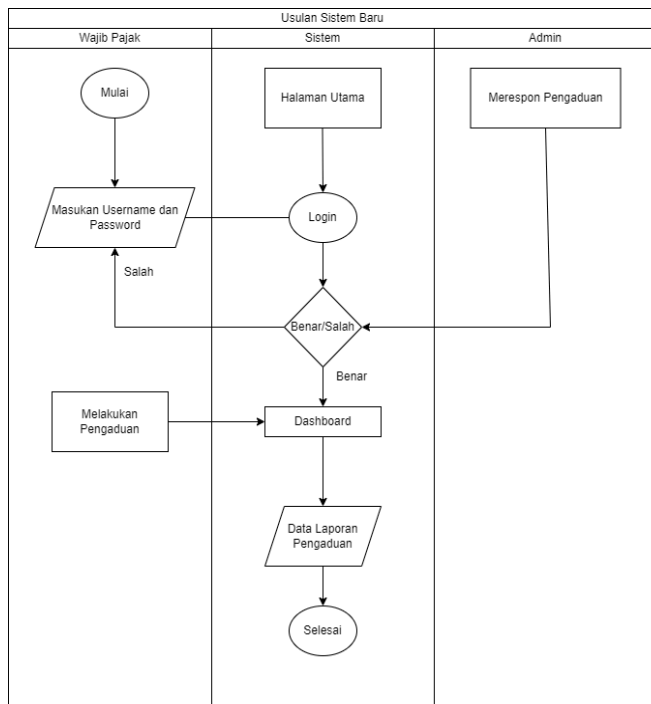 Usulan Sistem Baru
Wajib Pajak
Sistem
Admin
Mulai
Halaman Utama
Merespon Pengaduan
Masukan Username dan
Password
Login
Salah
Benar/Salah
Benar
Melakukan
Pengaduan
Dashboard
Data Laporan
Pengaduan
Selesai